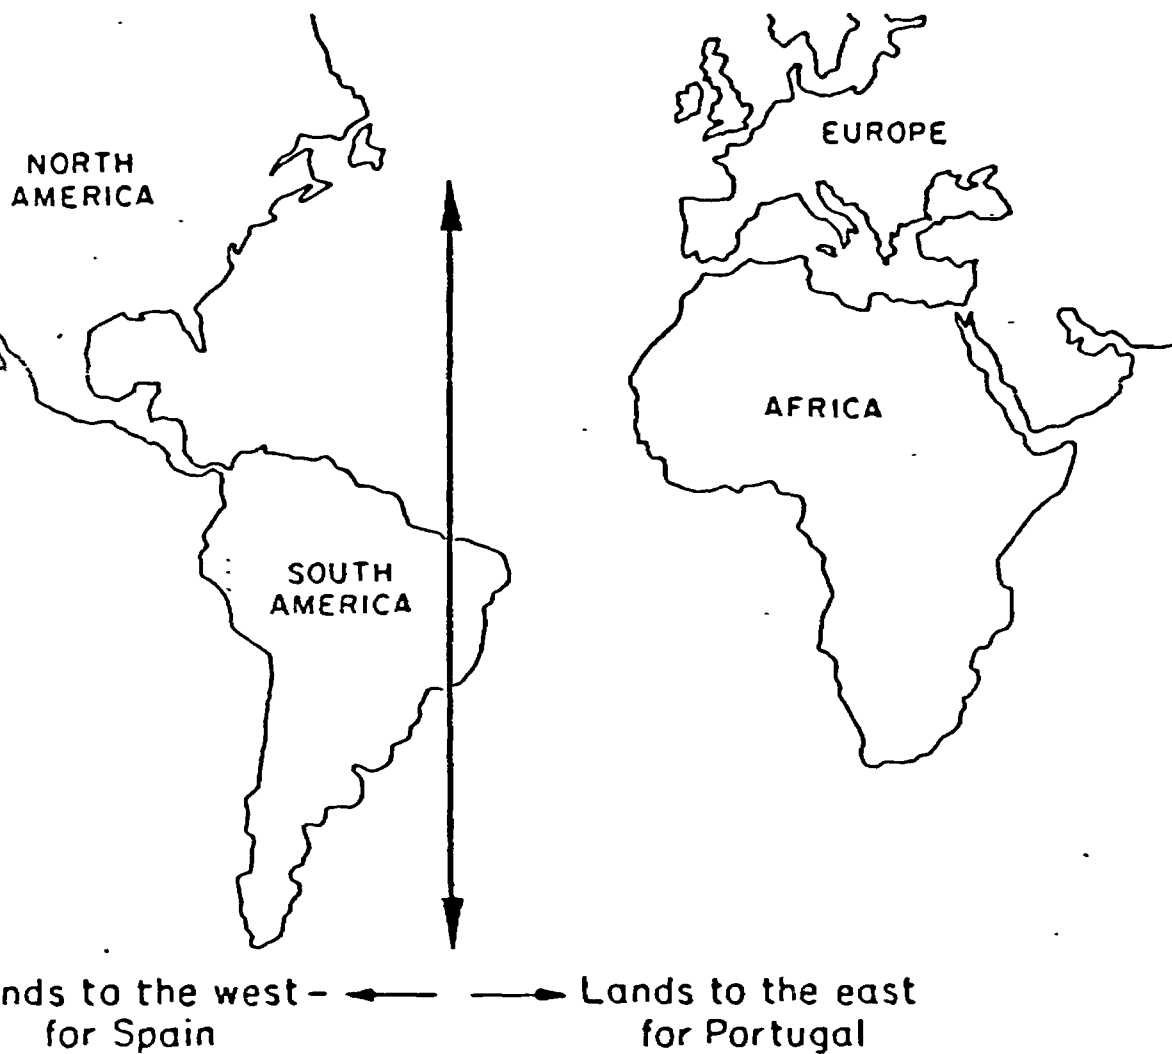 NORTH
AMERICA
EUROPE
AFRICA
SOUTH
AMERICA
nds to the west
for Spain
Lands to the east
for Portugal